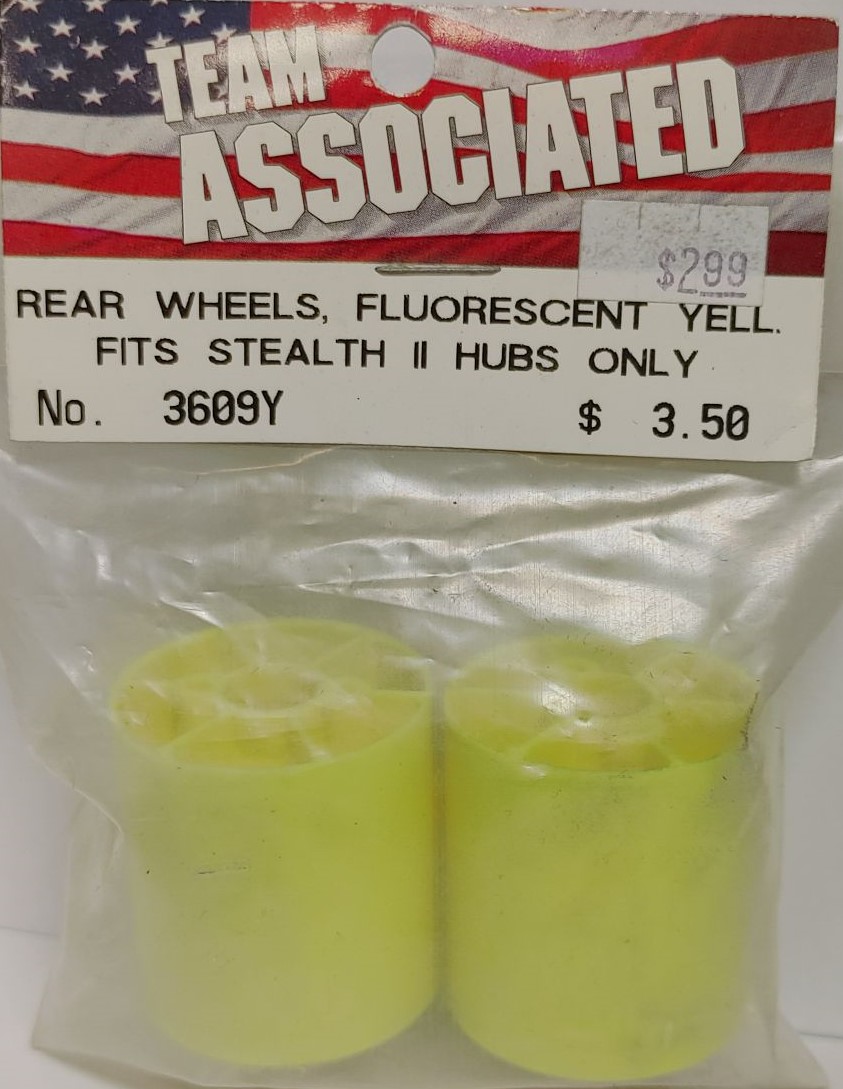 TEAM
ASSOCIATED
$299
REAR WHEELS, FLUORESCENT YELL.
FITS STEALTH II HUBS ONLY
No. 3609Y $ 3.50